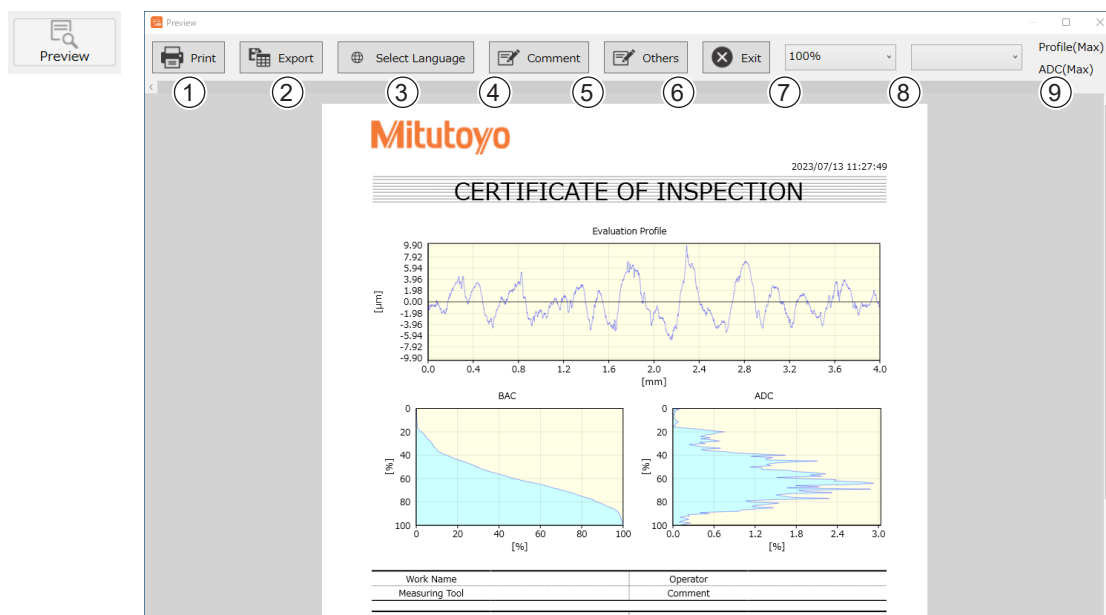 Preview
Preview
Print
Export
Select Language
Comment
Others
Exit
100%
Profile(Max)
ADC(Max)
1
2
3
4
5
6
7
8
9
Mitutoyo
2023/07/13 11:27:49
CERTIFICATE OF INSPECTION
Evaluation Profile
9.90
7.92
5.94
3.96
1.98
0.00
-1.98
-3.96
-5.94
-7.92
-9.90
[μm]
0.0 0.4 0.8 1.2 1.6 2.0 2.4 2.8 3.2 3.6 4.0
[mm]
BAC
0
20
40
60
80
100
[%]
0 20 40 60 80 100
[%]
ADC
0
20
40
60
80
100
[%]
0.0 0.6 1.2 1.8 2.4 3.0
[%]
Work Name Operator
Measuring Tool Comment